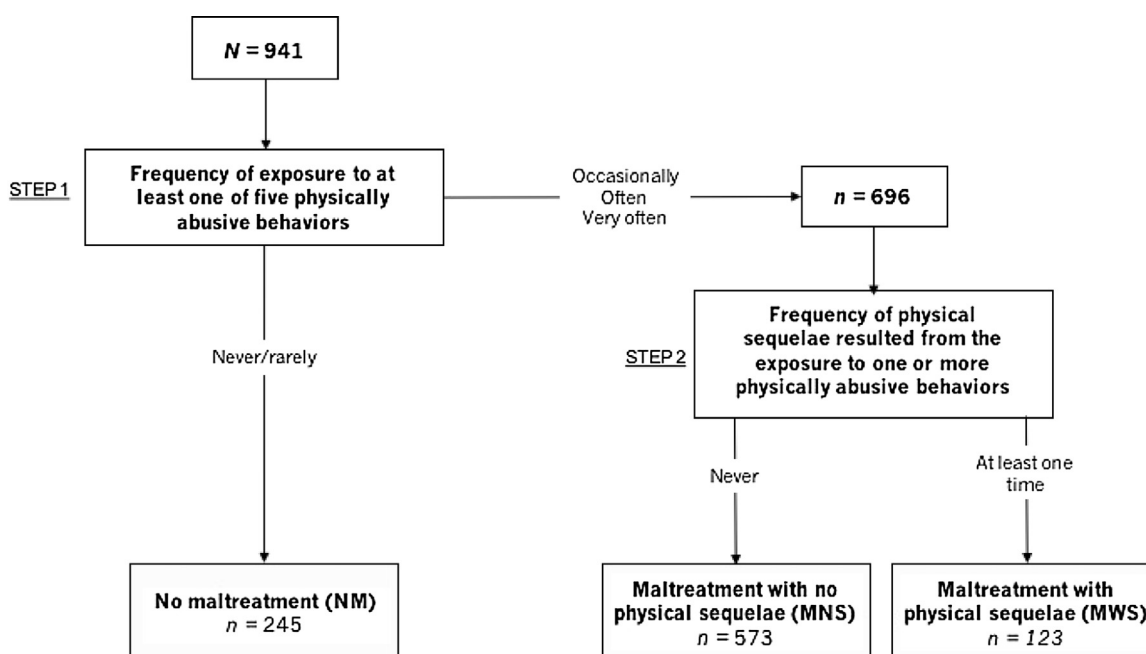 N = 941
STEP 1
Frequency of exposure to at
least one of five physically
abusive behaviors
Occasionally
Often
Very often
n = 696
Never/rarely
STEP 2
Frequency of physical
sequelae resulted from the
exposure to one or more
physically abusive behaviors
Never
At least one
time
No maltreatment (NM)
n = 245
Maltreatment with no
physical sequelae (MNS)
n = 573
Maltreatment with
physical sequelae (MWS)
n = 123